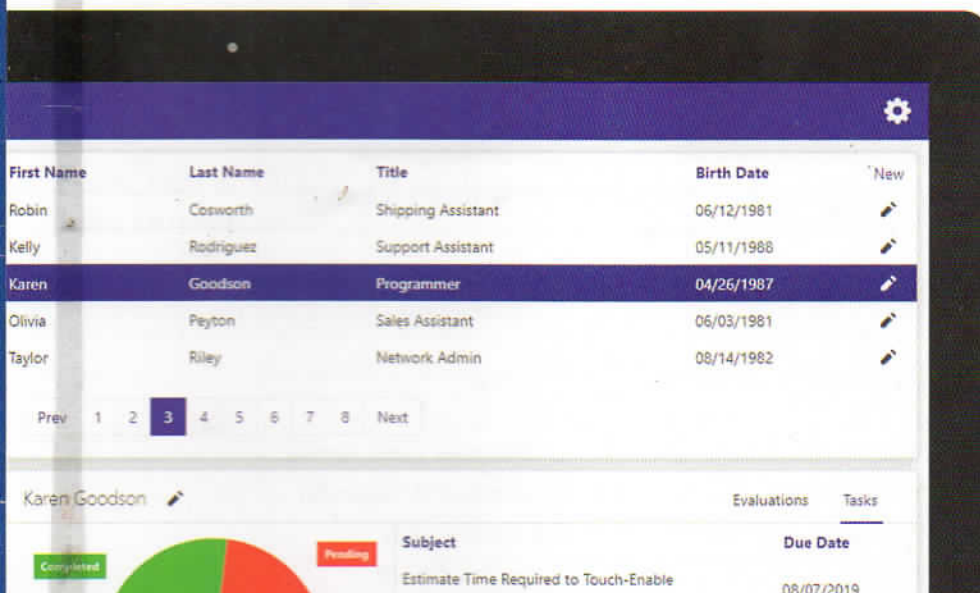 First Name Last Name Title Birth Date New
Robin Cosworth Shipping Assistant 06/12/1981
Kelly Rodriguez Support Assistant 05/11/1988
Karen Goodson Programmer 04/26/1987
Olivia Peyton Sales Assistant 06/03/1981
Taylor Riley Network Admin 08/14/1982
Prev 1 2 3 4 5 6 7 8 Next
Karen Goodson Evaluations Tasks
Subject Due Date
Completed Pending
Estimate Time Required to Touch-Enable 08/07/2019